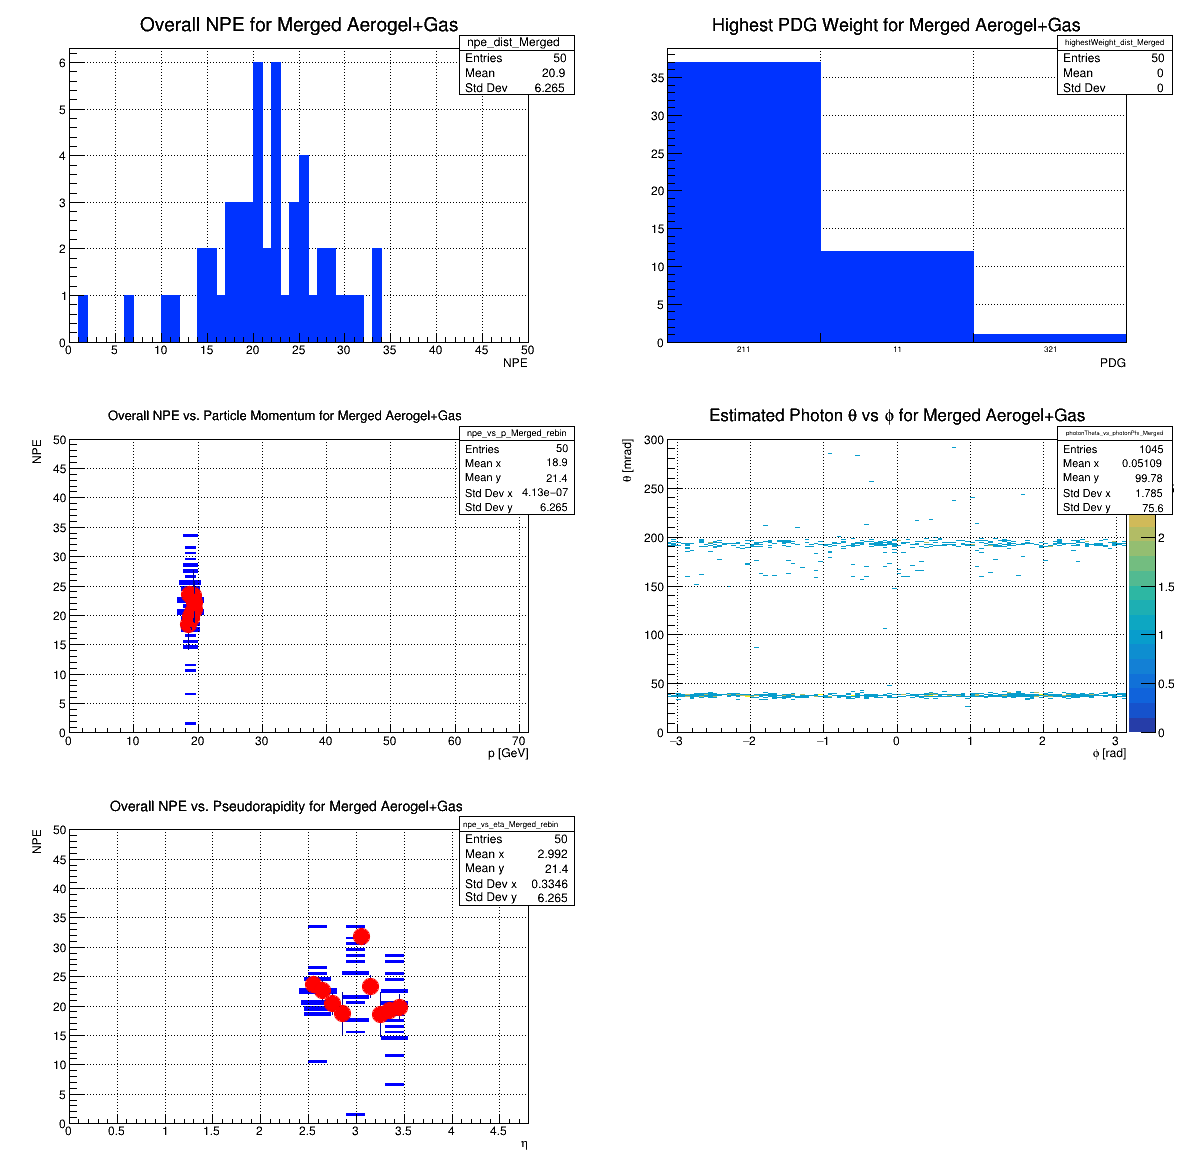 Overall NPE for Merged Aerogel+Gas
npe_dist_Merged
Entries 50
Mean 20.9
Std Dev 6.265
6
5
4
3
2
1
0
0 5 10 15 20 25 30 35 40 45 50
NPE
Highest PDG Weight for Merged Aerogel+Gas
highestWeight_dist_Merged
Entries 50
Mean 0
Std Dev 0
35
30
25
20
15
10
5
0
211 11 321
PDG
Overall NPE vs. Particle Momentum for Merged Aerogel+Gas
npe_vs_p_Merged_rebin
Entries 50
Mean x 18.9
Mean y 21.4
Std Dev x 4.13e−07
Std Dev y 6.265
NPE
50
45
40
35
30
25
20
15
10
5
0
0 10 20 30 40 50 60 70
p [GeV]
Estimated Photon θ vs ϕ for Merged Aerogel+Gas
photonTheta_vs_photonPhi_Merged
Entries 1045
Mean x 0.05109
Mean y 99.78
Std Dev x 1.785
Std Dev y 75.6
θ [mrad]
300
250
200
150
100
50
0
−3 −2 −1 0 1 2 3
ϕ [rad]
2
1.5
1
0.5
0
Overall NPE vs. Pseudorapidity for Merged Aerogel+Gas
npe_vs_eta_Merged_rebin
Entries 50
Mean x 2.992
Mean y 21.4
Std Dev x 0.3346
Std Dev y 6.265
NPE
50
45
40
35
30
25
20
15
10
5
0
0 0.5 1 1.5 2 2.5 3 3.5 4 4.5
η